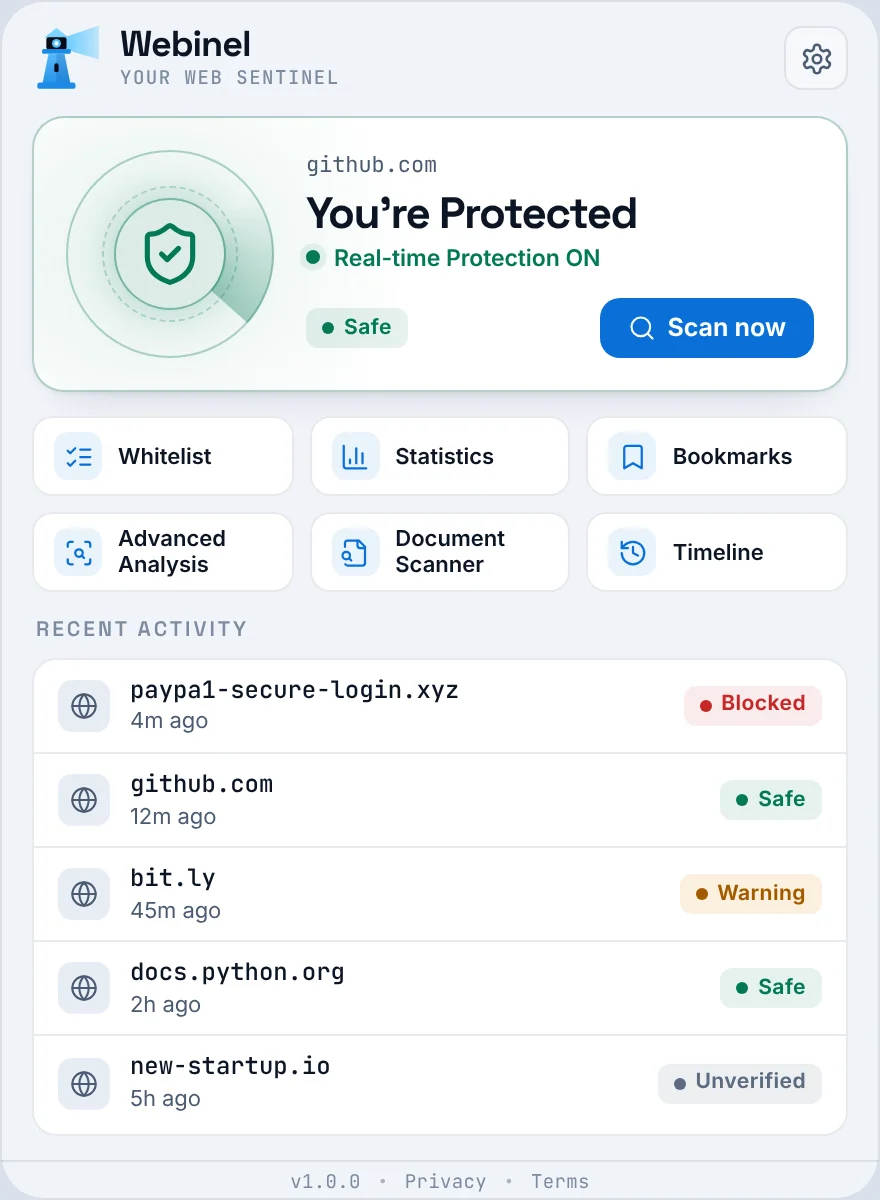 Webinel
YOUR WEB SENTINEL
github.com
You're Protected
Real-time Protection ON
Safe
Scan now
Whitelist
Statistics
Bookmarks
Advanced
Analysis
Document
Scanner
Timeline
RECENT ACTIVITY
paypa1-secure-login.xyz
4m ago
Blocked
github.com
12m ago
Safe
bit.ly
45m ago
Warning
docs.python.org
2h ago
Safe
new-startup.io
5h ago
Unverified
v1.0.0 • Privacy • Terms